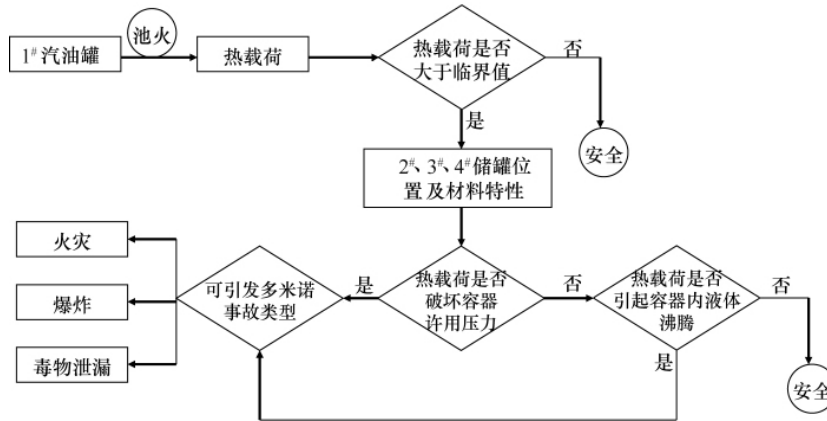 池火
1# 汽油罐
热载荷
热载荷是否
大于临界值
否
是
安全
2#、3#、4# 储罐位
置及材料特性
火灾
爆炸
毒物泄漏
可引发多米诺
事故类型
是
热载荷是否
破坏容器
许用压力
否
热载荷是否
引起容器内液体
沸腾
否
是
安全